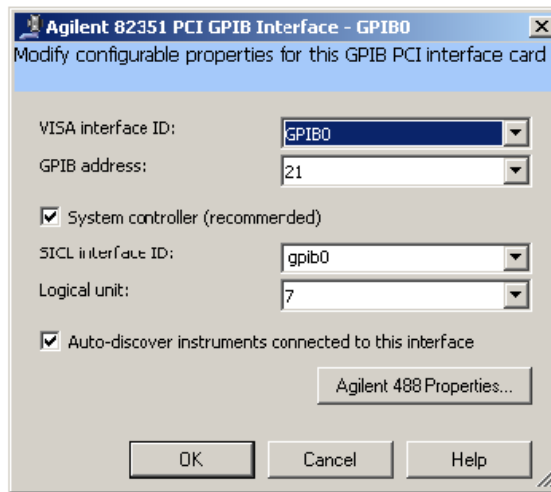 Agilent 82351 PCI GPIB Interface - GPIB0
Modify configurable properties for this GPIB PCI interface card
VISA interface ID:
GPIB0
GPIB address:
21
System controller (recommended)
SICL interface ID:
gpib0
Logical unit:
7
Auto-discover instruments connected to this interface
Agilent 488 Properties...
OK
Cancel
Help